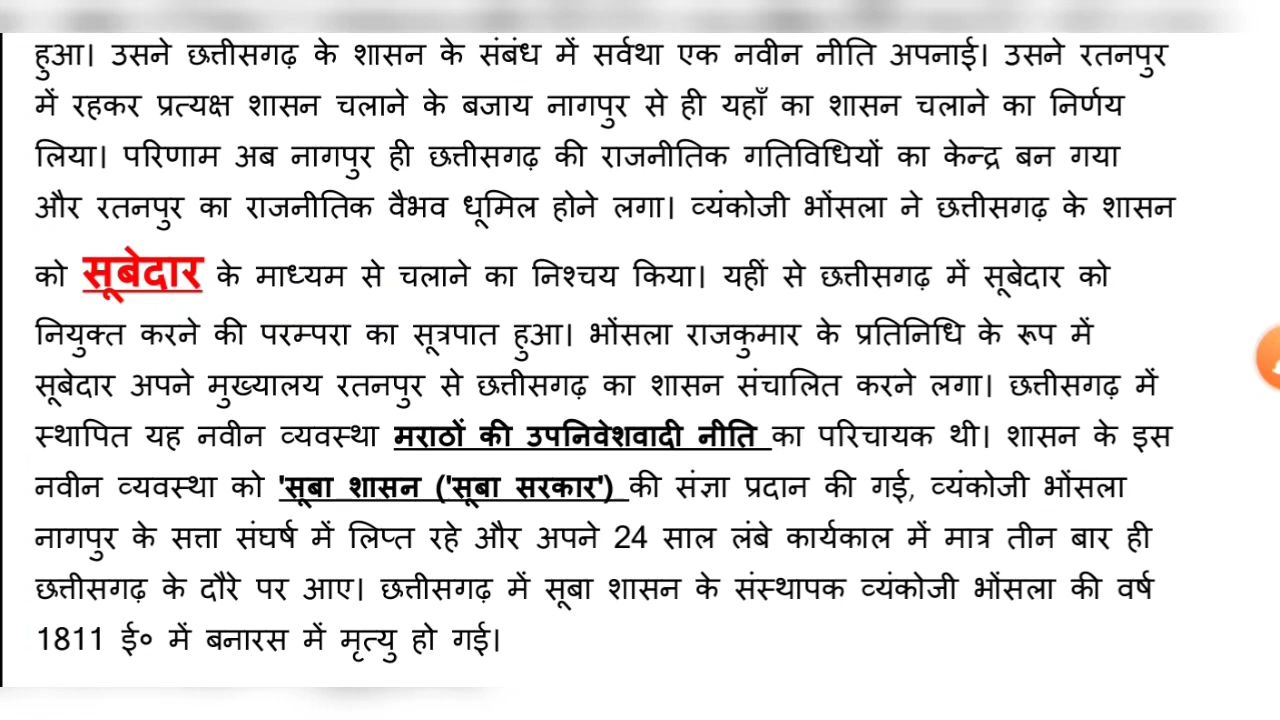 हुआ। उसने छत्तीसगढ़ के शासन के संबंध में सर्वथा एक नवीन नीति अपनाई। उसने रतनपुर
में रहकर प्रत्यक्ष शासन चलाने के बजाय नागपुर से ही यहाँ का शासन चलाने का निर्णय
लिया। परिणाम अब नागपुर ही छत्तीसगढ़ की राजनीतिक गतिविधियों का केन्द्र बन गया
और रतनपुर का राजनीतिक वैभव धूमिल होने लगा। व्यंकोजी भोंसला ने छत्तीसगढ़ के शासन
को सूबेदार के माध्यम से चलाने का निश्चय किया। यहीं से छत्तीसगढ़ में सूबेदार को
नियुक्त करने की परम्परा का सूत्रपात हुआ। भोंसला राजकुमार के प्रतिनिधि के रूप में
सूबेदार अपने मुख्यालय रतनपुर से छत्तीसगढ़ का शासन संचालित करने लगा। छत्तीसगढ़ में
स्थापित यह नवीन व्यवस्था मराठों की उपनिवेशवादी नीति का परिचायक थी। शासन के इस
नवीन व्यवस्था को 'सूबा शासन ('सूबा सरकार') की संज्ञा प्रदान की गई, व्यंकोजी भोंसला
नागपुर के सत्ता संघर्ष में लिप्त रहे और अपने 24 साल लंबे कार्यकाल में मात्र तीन बार ही
छत्तीसगढ़ के दौरे पर आए। छत्तीसगढ़ में सूबा शासन के संस्थापक व्यंकोजी भोंसला की वर्ष
1811 ई० में बनारस में मृत्यु हो गई।